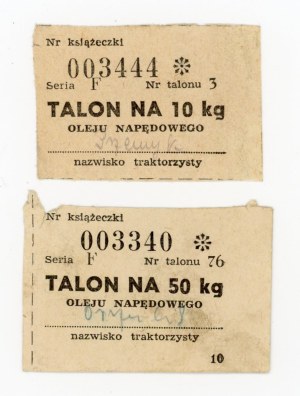 Nr książeczki
003444 *
Seria F Nr talonu 3
TALON NA 10 kg
OLEJU NAPĘDOWEGO
nazwisko traktorzysty
Nr książeczki
003340 *
Seria F Nr talonu 76
TALON NA 50 kg
OLEJU NAPĘDOWEGO
nazwisko traktorzysty
10